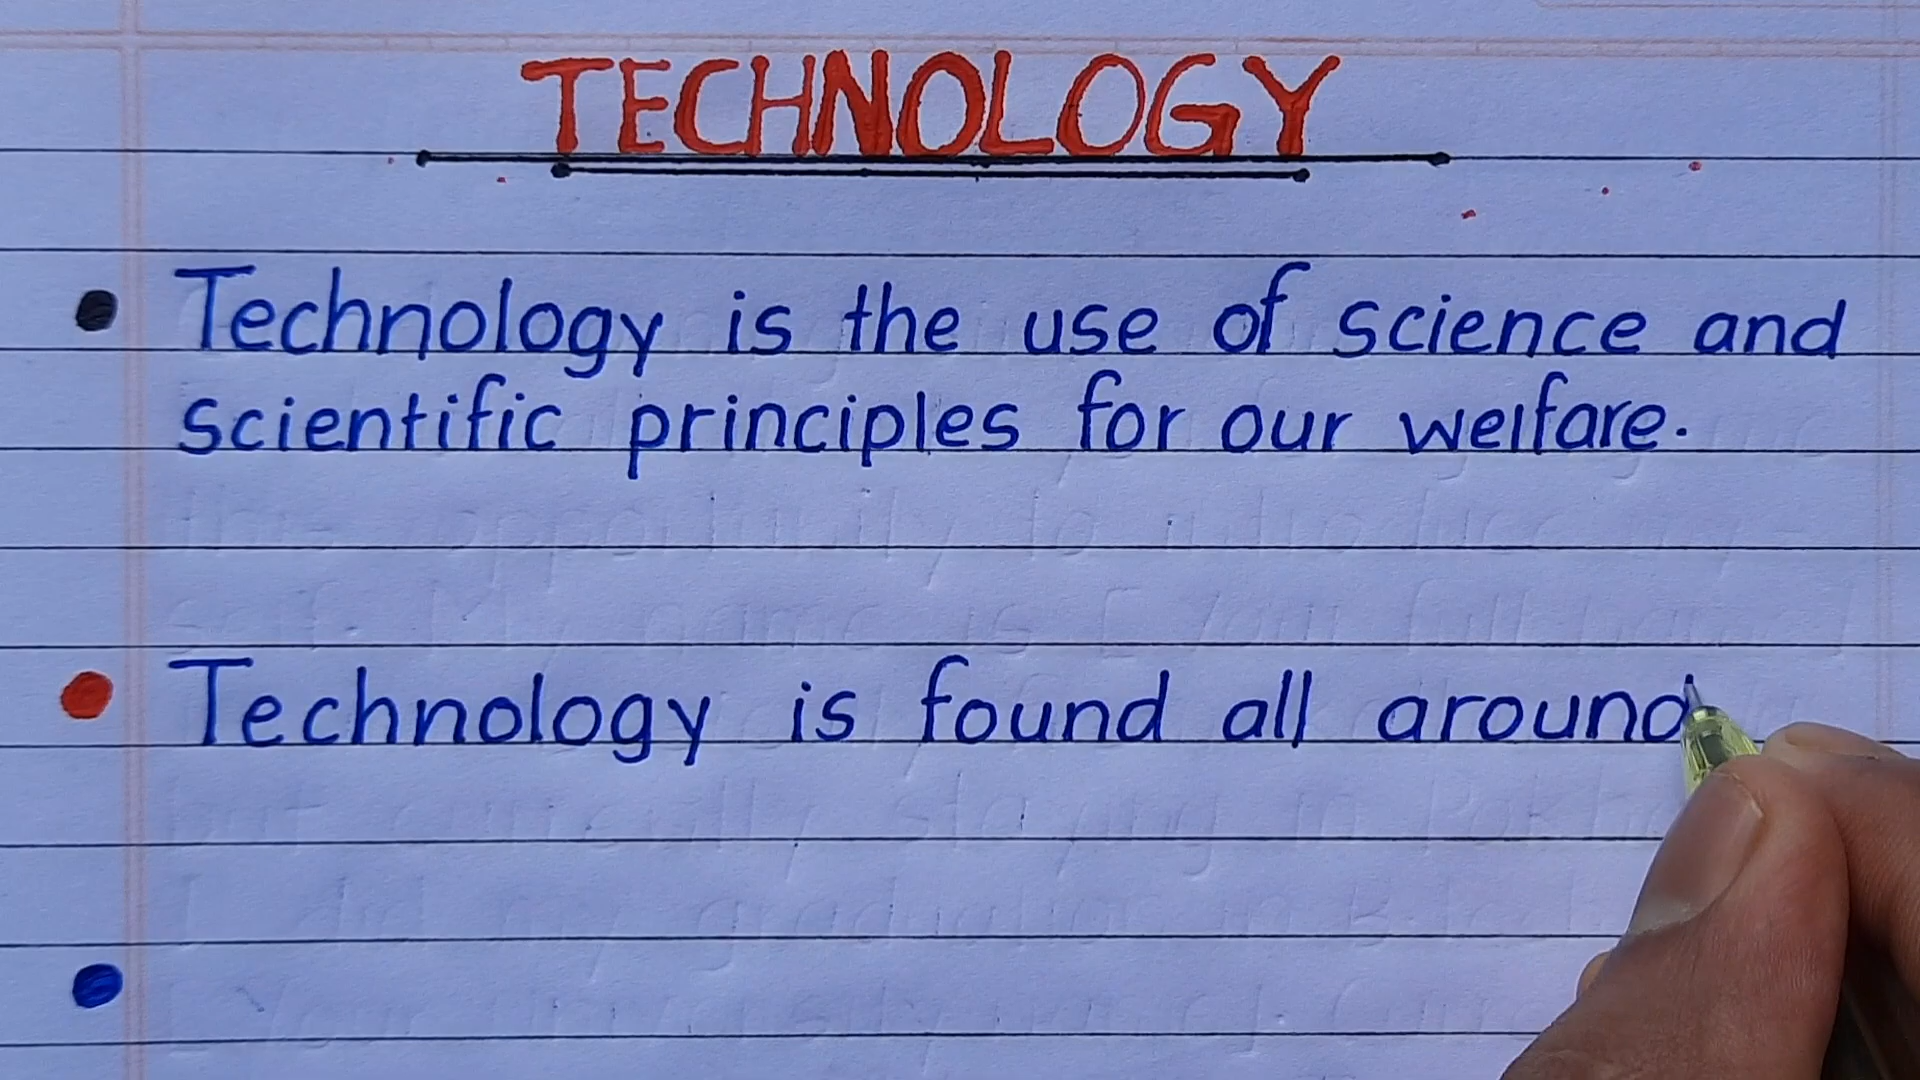 TECHNOLOGY
Technology is the use of science and
scientific principles for our welfare.
Technology is found all around